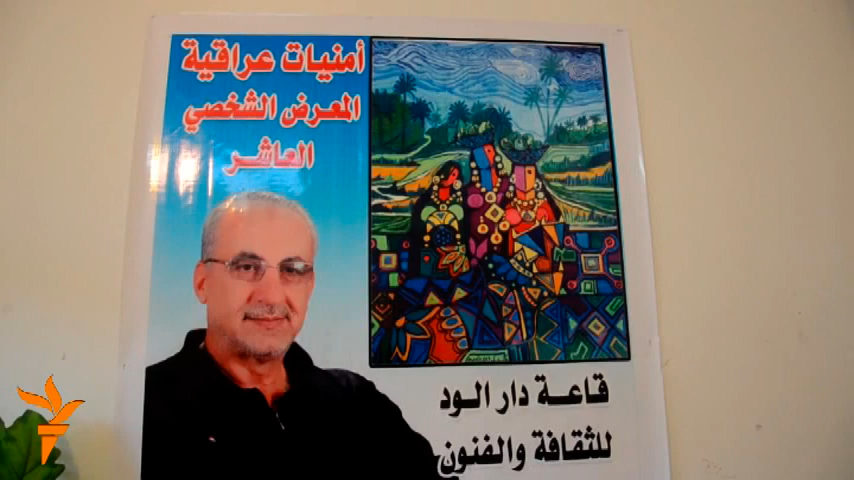 أمنيات عراقية
المعرض الشخصي
العاشر
قاعة دار الود
للثقافة والفنون